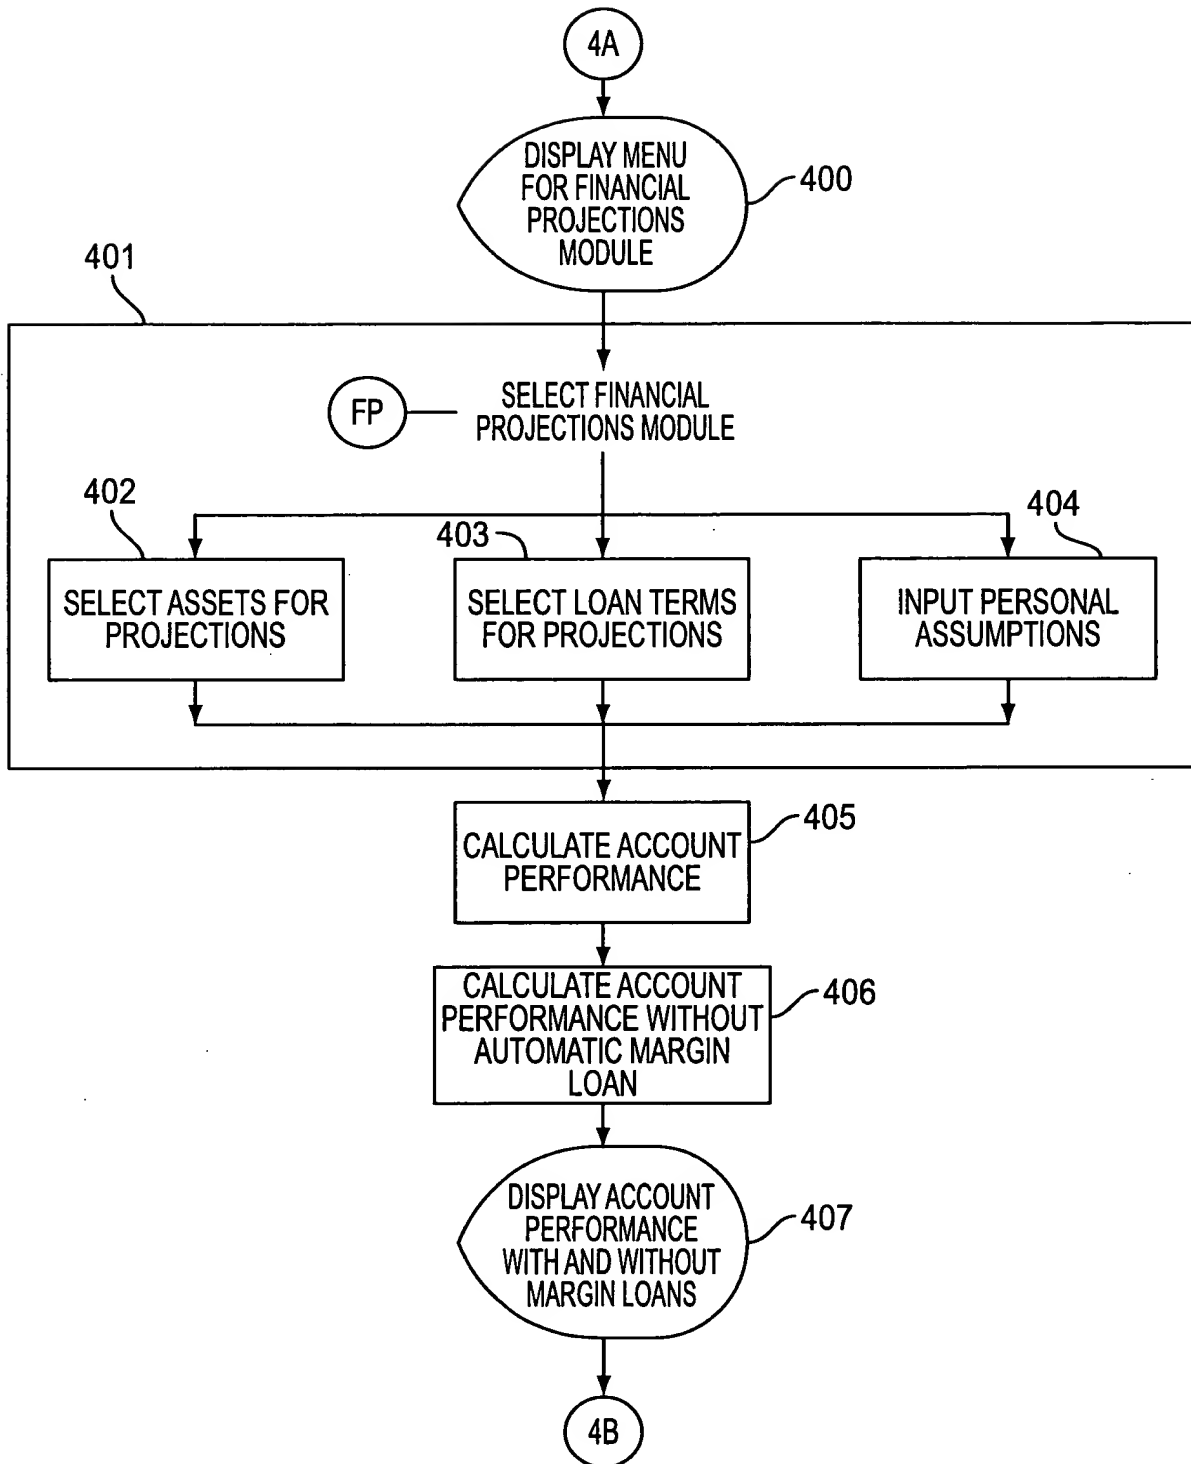 4A
DISPLAY MENU
FOR FINANCIAL
PROJECTIONS
MODULE
400
401
FP
SELECT FINANCIAL
PROJECTIONS MODULE
402
403
404
SELECT ASSETS FOR
PROJECTIONS
SELECT LOAN TERMS
FOR PROJECTIONS
INPUT PERSONAL
ASSUMPTIONS
CALCULATE ACCOUNT
PERFORMANCE
405
CALCULATE ACCOUNT
PERFORMANCE WITHOUT
AUTOMATIC MARGIN
LOAN
406
DISPLAY ACCOUNT
PERFORMANCE
WITH AND WITHOUT
MARGIN LOANS
407
4B